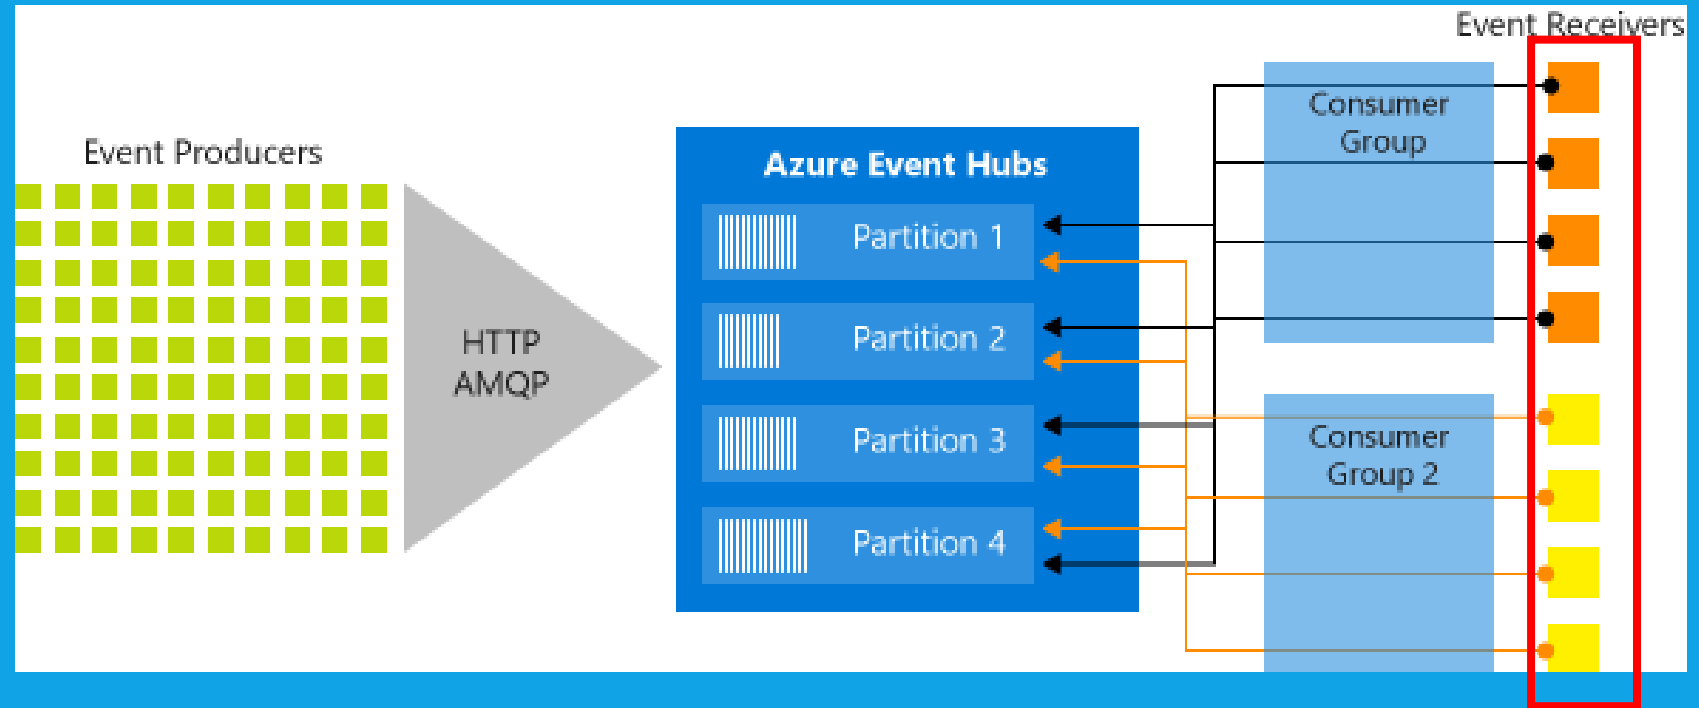 Event Receivers
Consumer
Group
Event Producers
Azure Event Hubs
Partition 1
Partition 2
HTTP
AMQP
Partition 3
Consumer
Group 2
Partition 4